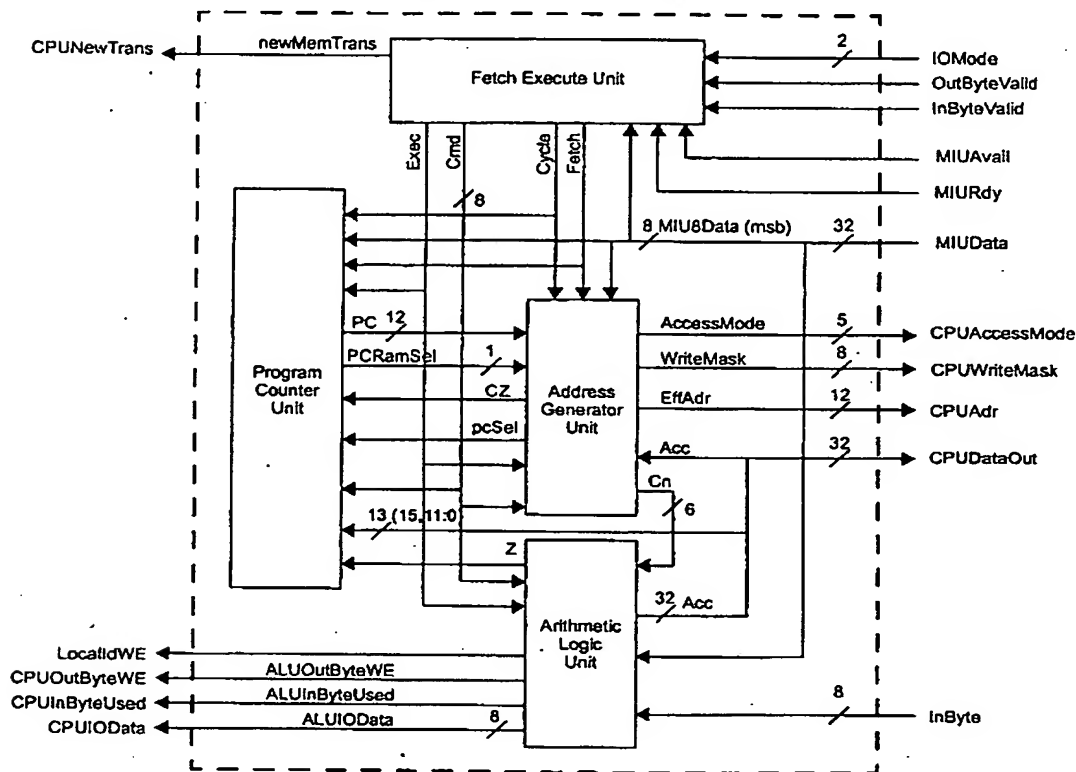 CPUNewTrans
newMemTrans
Fetch Execute Unit
2
IOMode
OutByteValid
InByteValid
MIUAvail
MIURdy
Exec
Cmd
Cycle
Fetch
8
8 MIU8Data (msb)
32
MIUData
PC 12
PCRamSel 1
CZ
pcSel
Program
Counter
Unit
Address
Generator
Unit
AccessMode 5
CPUAccessMode
WriteMask 8
CPUWriteMask
EffAdr 12
CPUAdr
Acc 32
CPUDataOut
Cn
6
13 (15,11:0)
Z
32 Acc
Arithmetic
Logic
Unit
LocalIdWE
CPUOutByteWE
ALUOutByteWE
CPUInByteUsed
ALUInByteUsed
CPUIOData
ALUIOData 8
8
InByte